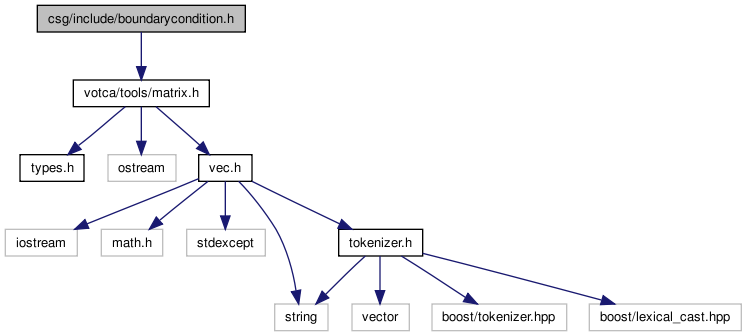 csg/include/boundarycondition.h
votca/tools/matrix.h
types.h
ostream
vec.h
iostream
math.h
stdexcept
tokenizer.h
string
vector
boost/tokenizer.hpp
boost/lexical_cast.hpp